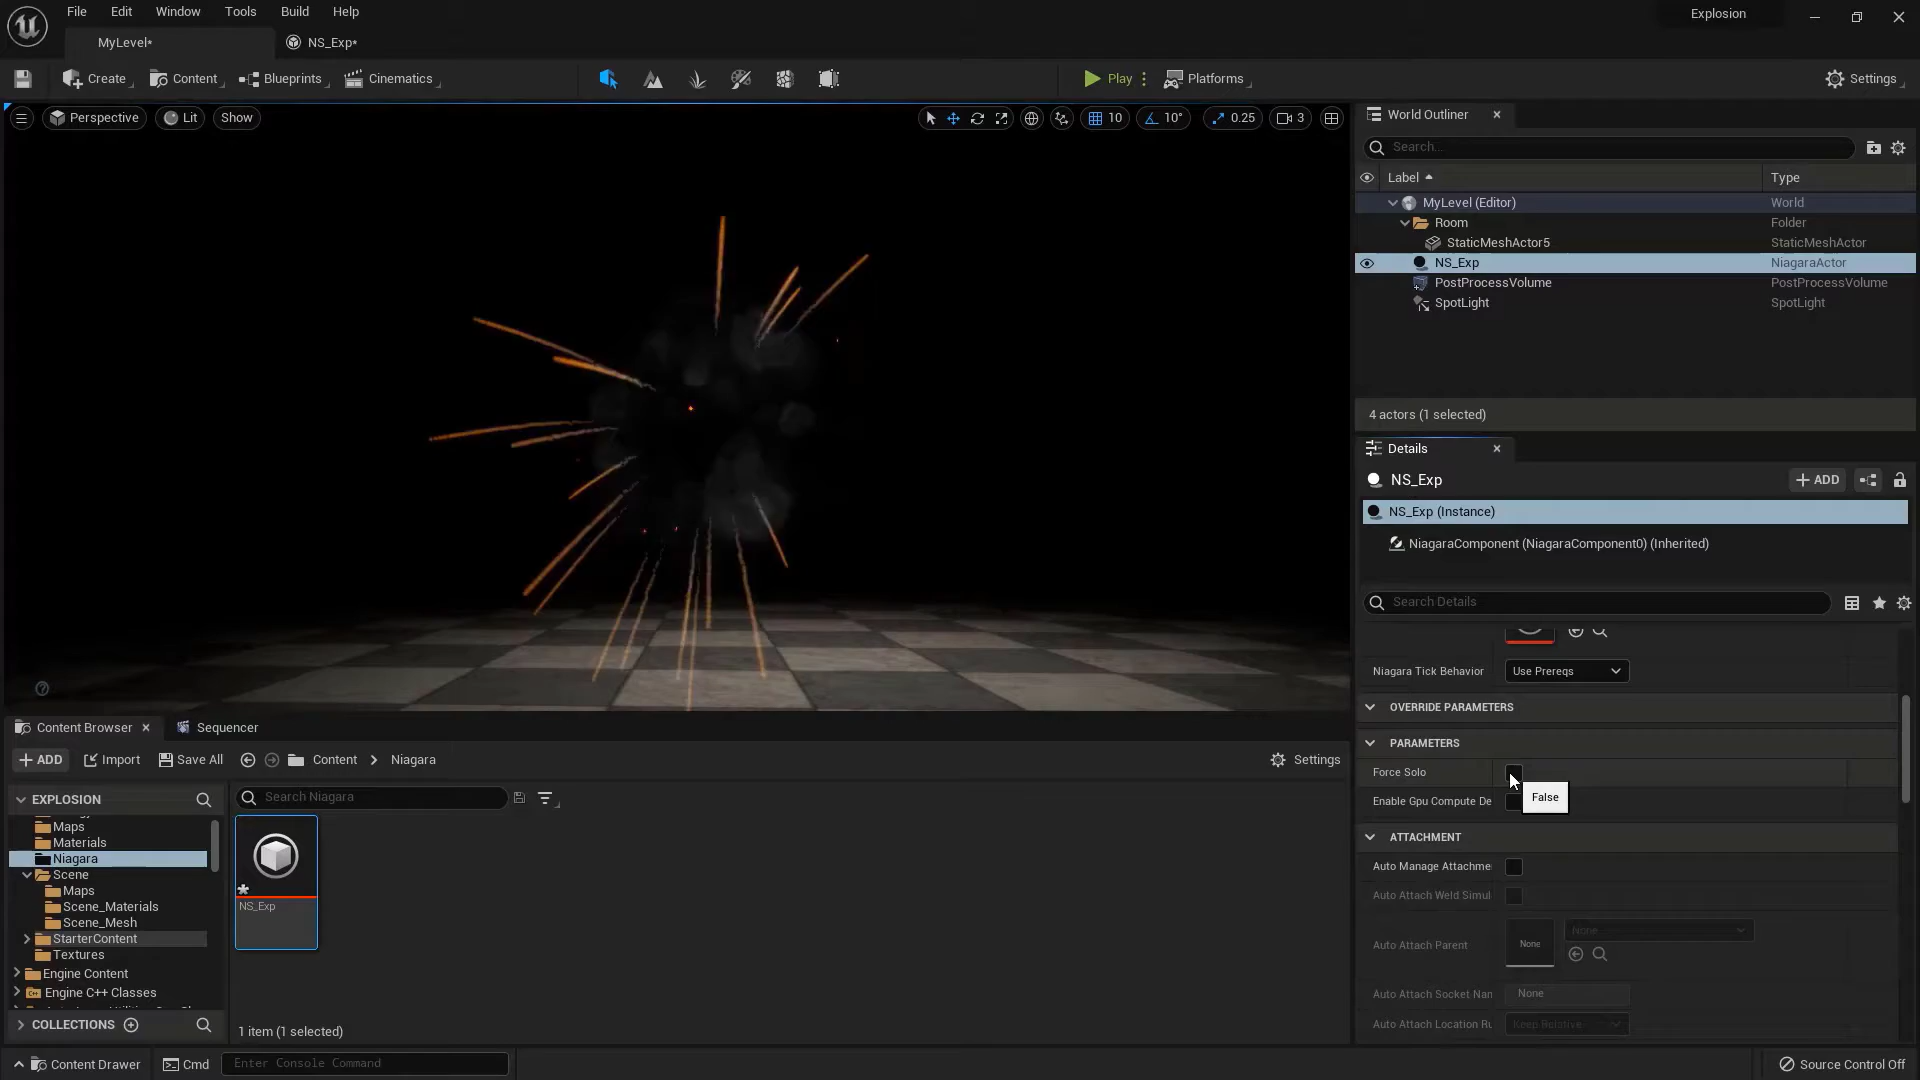 File Edit Window Tools Build Help
Explosion
MyLevel*
NS_Exp*
Create
Content
Blueprints
Cinematics
Play
Platforms
Settings
Perspective
Lit
Show
10
10°
0.25
3
World Outliner
Search...
Label
Type
MyLevel (Editor) World
Room Folder
StaticMeshActor5 StaticMeshActor
NS_Exp NiagaraActor
PostProcessVolume PostProcessVolume
SpotLight SpotLight
4 actors (1 selected)
Details
NS_Exp
ADD
NS_Exp (Instance)
NiagaraComponent (NiagaraComponent0) (Inherited)
Search Details
Niagara Tick Behavior Use Prereqs
OVERRIDE PARAMETERS
PARAMETERS
Force Solo
False
Enable Gpu Compute De
ATTACHMENT
Auto Manage Attachme
Auto Attach Weld Simul
Auto Attach Parent
None
None
Auto Attach Socket Nan None
Auto Attach Location Ru Keep Relative
Content Browser
Sequencer
ADD
Import
Save All
Content
Niagara
Settings
EXPLOSION
Search Niagara
Maps
Materials
Niagara
Scene
Maps
Scene_Materials
Scene_Mesh
StarterContent
Textures
Engine Content
Engine C++ Classes
NS_Exp
COLLECTIONS
1 item (1 selected)
Content Drawer
Cmd
Enter Console Command
Source Control Off